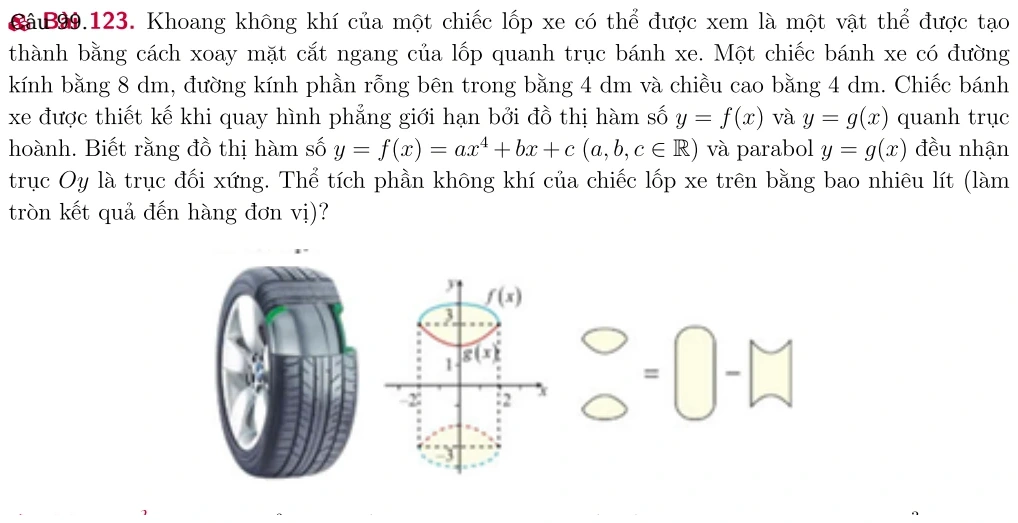 Câu 99. Bài 123. Khoang không khí của một chiếc lốp xe có thể được xem là một vật thể được tạo
thành bằng cách xoay mặt cắt ngang của lốp quanh trục bánh xe. Một chiếc bánh xe có đường
kính bằng 8 dm, đường kính phần rỗng bên trong bằng 4 dm và chiều cao bằng 4 dm. Chiếc bánh
xe được thiết kế khi quay hình phẳng giới hạn bởi đồ thị hàm số y = f(x) và y = g(x) quanh trục
hoành. Biết rằng đồ thị hàm số y = f(x) = ax⁴ + bx + c (a, b, c ∈ ℝ) và parabol y = g(x) đều nhận
trục Oy là trục đối xứng. Thể tích phần không khí của chiếc lốp xe trên bằng bao nhiêu lít (làm
tròn kết quả đến hàng đơn vị)?
y f(x)
3
g(x)
1
-2 2 x
-3
= −